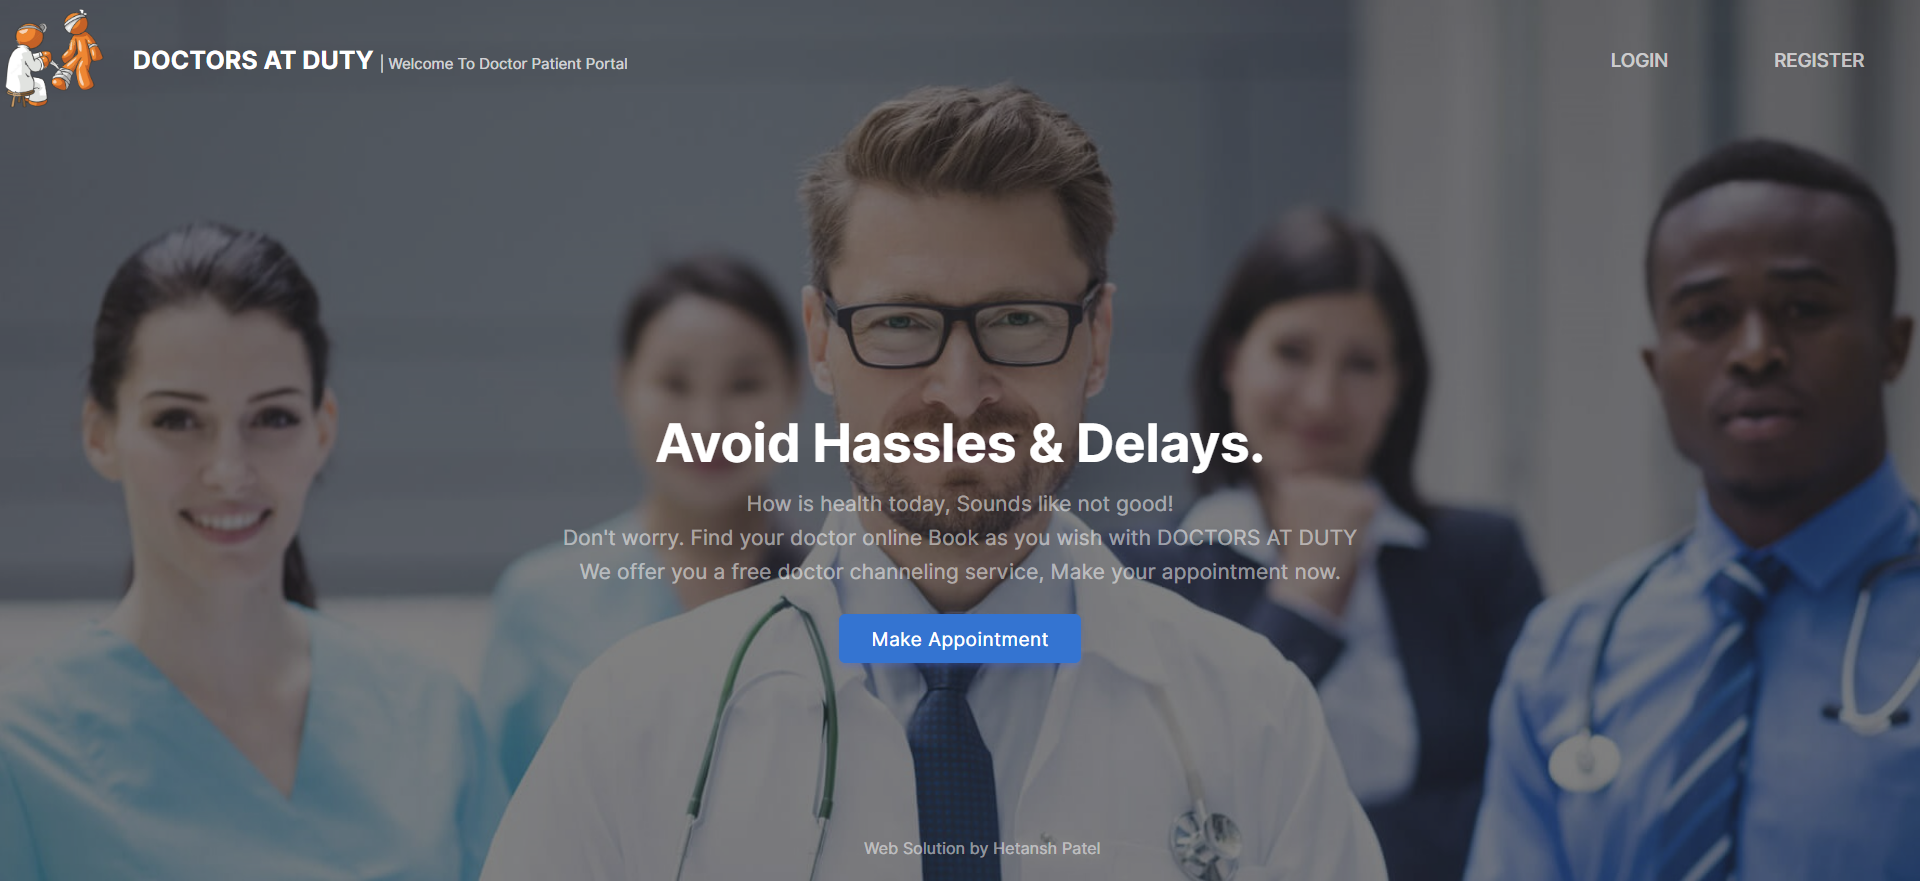 DOCTORS AT DUTY | Welcome To Doctor Patient Portal
LOGIN
REGISTER
Avoid Hassles & Delays.
How is health today, Sounds like not good!
Don't worry. Find your doctor online Book as you wish with DOCTORS AT DUTY
We offer you a free doctor channeling service, Make your appointment now.
Make Appointment
Web Solution by Hetansh Patel